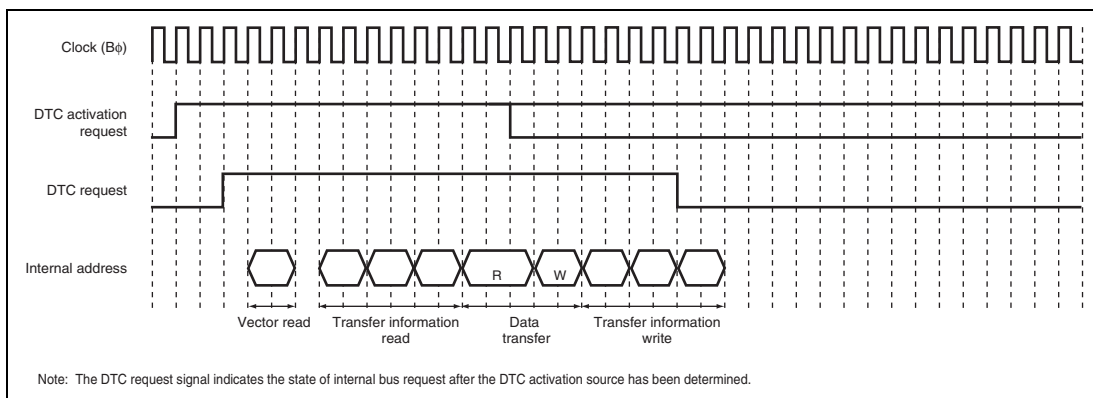 Clock (Bϕ)
DTC activation
request
DTC request
Internal address
R
W
Vector read
Transfer information
read
Data
transfer
Transfer information
write
Note: The DTC request signal indicates the state of internal bus request after the DTC activation source has been determined.